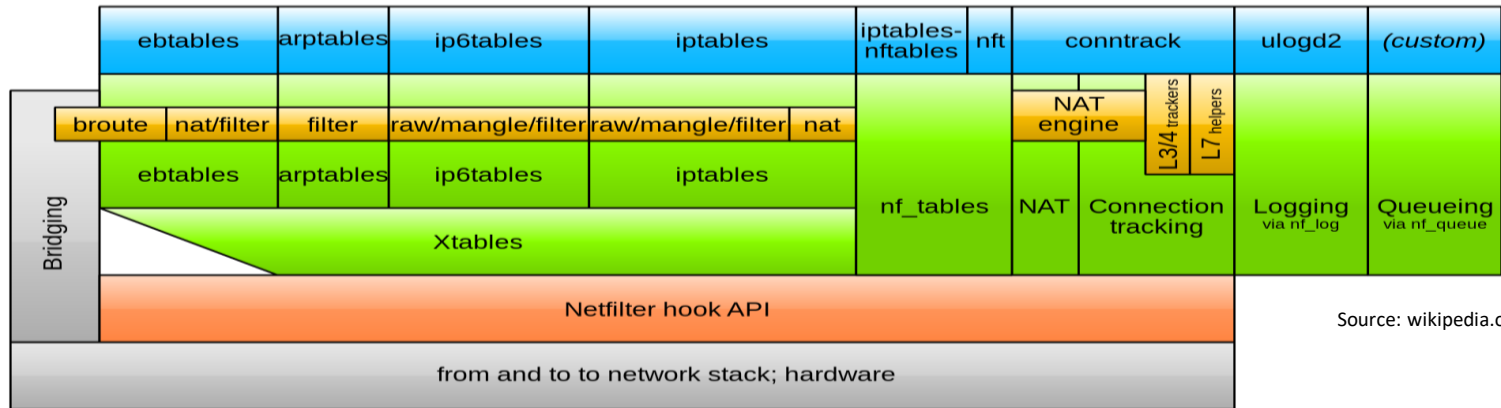 ebtables
arptables
ip6tables
iptables
iptables-
nftables
nft
conntrack
ulogd2
(custom)
Bridging
broute
nat/filter
filter
raw/mangle/filter
raw/mangle/filter
nat
NAT
engine
L3/4 trackers
L7 helpers
ebtables
arptables
ip6tables
iptables
nf_tables
NAT
Connection
tracking
Logging
via nf_log
Queueing
via nf_queue
Xtables
Netfilter hook API
Source: wikipedia.o
from and to to network stack; hardware